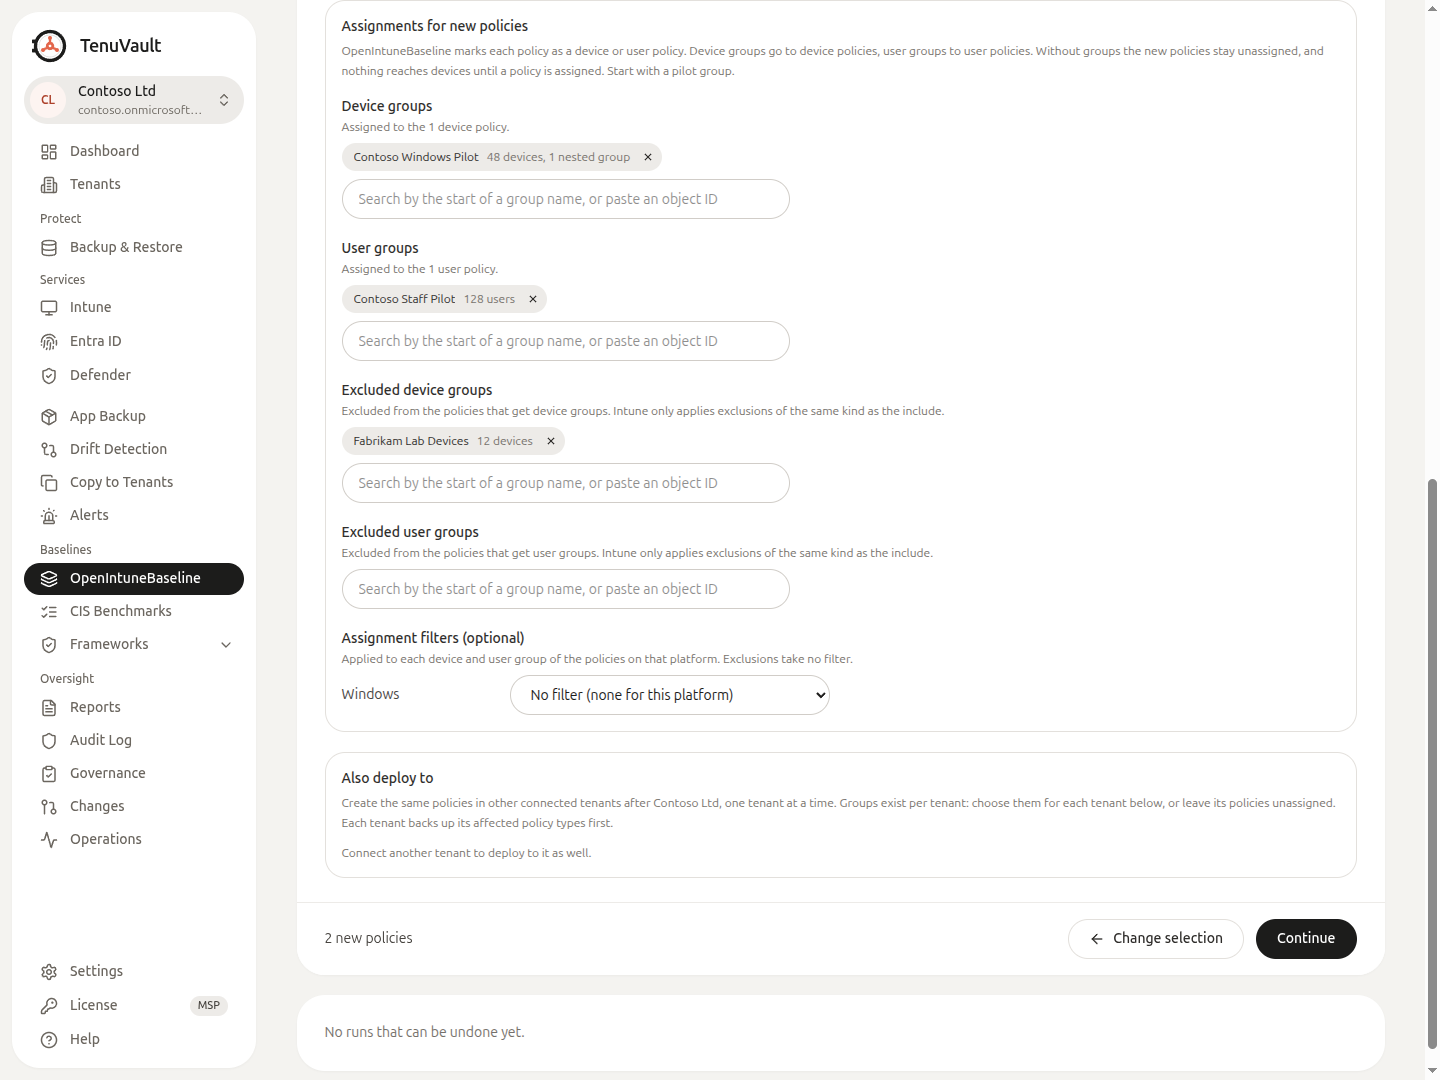 TenuVault
CL
Contoso Ltd
contoso.onmicrosoft...
Dashboard
Tenants
Protect
Backup & Restore
Services
Intune
Entra ID
Defender
App Backup
Drift Detection
Copy to Tenants
Alerts
Baselines
OpenIntuneBaseline
CIS Benchmarks
Frameworks
Oversight
Reports
Audit Log
Governance
Changes
Operations
Settings
License MSP
Help
Assignments for new policies
OpenIntuneBaseline marks each policy as a device or user policy. Device groups go to device policies, user groups to user policies. Without groups the new policies stay unassigned, and
nothing reaches devices until a policy is assigned. Start with a pilot group.
Device groups
Assigned to the 1 device policy.
Contoso Windows Pilot 48 devices, 1 nested group ×
Search by the start of a group name, or paste an object ID
User groups
Assigned to the 1 user policy.
Contoso Staff Pilot 128 users ×
Search by the start of a group name, or paste an object ID
Excluded device groups
Excluded from the policies that get device groups. Intune only applies exclusions of the same kind as the include.
Fabrikam Lab Devices 12 devices ×
Search by the start of a group name, or paste an object ID
Excluded user groups
Excluded from the policies that get user groups. Intune only applies exclusions of the same kind as the include.
Search by the start of a group name, or paste an object ID
Assignment filters (optional)
Applied to each device and user group of the policies on that platform. Exclusions take no filter.
Windows No filter (none for this platform)
Also deploy to
Create the same policies in other connected tenants after Contoso Ltd, one tenant at a time. Groups exist per tenant: choose them for each tenant below, or leave its policies unassigned.
Each tenant backs up its affected policy types first.
Connect another tenant to deploy to it as well.
2 new policies ← Change selection Continue
No runs that can be undone yet.